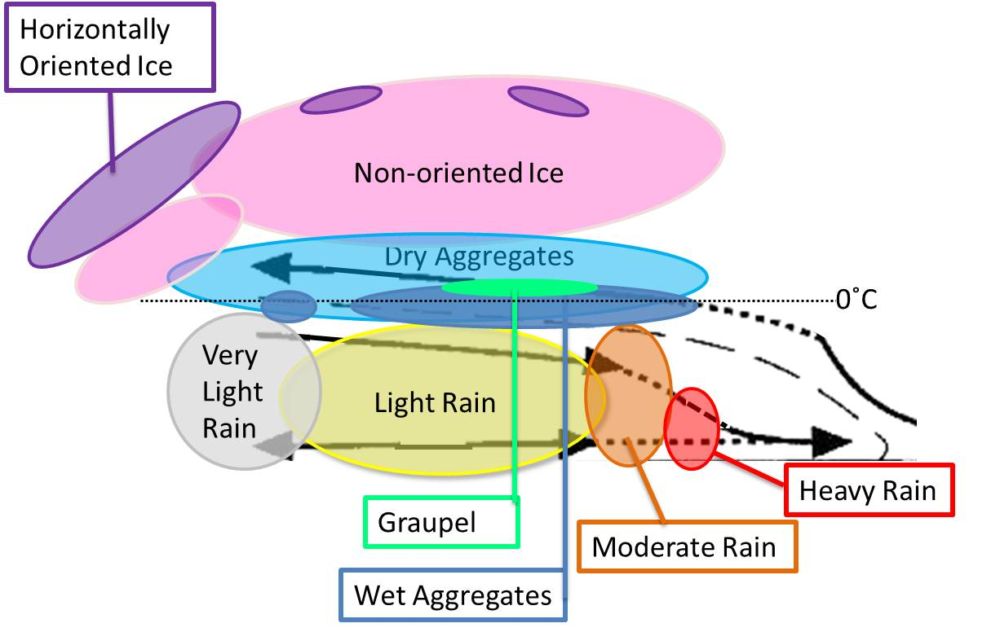 Horizontally
Oriented Ice
Non-oriented Ice
Dry Aggregates
0˚C
Very
Light
Rain
Light Rain
Heavy Rain
Graupel
Moderate Rain
Wet Aggregates